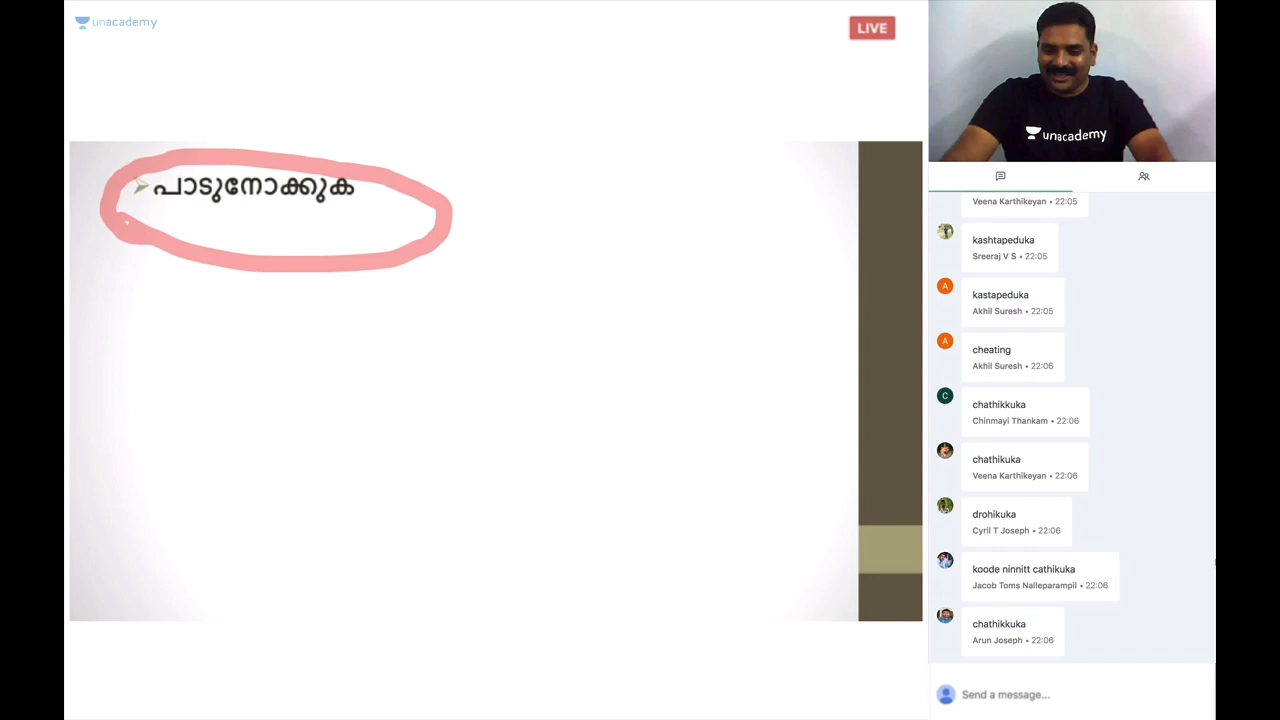 unacademy
LIVE
പാടുനോക്കുക
unacademy
Veena Karthikeyan • 22:05
kashtapeduka
Sreeraj V S • 22:05
A
kastapeduka
Akhil Suresh • 22:05
A
cheating
Akhil Suresh • 22:06
C
chathikkuka
Chinmayi Thankam • 22:06
chathikuka
Veena Karthikeyan • 22:06
drohikuka
Cyril T Joseph • 22:06
koode ninnitt cathikuka
Jacob Toms Nalleparampil • 22:06
chathikkuka
Arun Joseph • 22:06
Send a message...